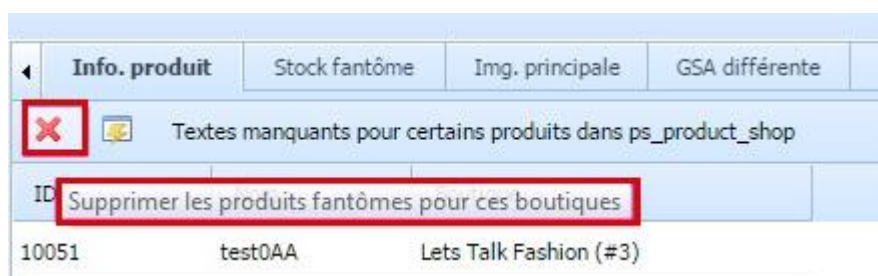 Info. produit Stock fantôme Img. principale GSA différente
Textes manquants pour certains produits dans ps_product_shop
ID
Supprimer les produits fantômes pour ces boutiques
10051 test0AA Lets Talk Fashion (#3)